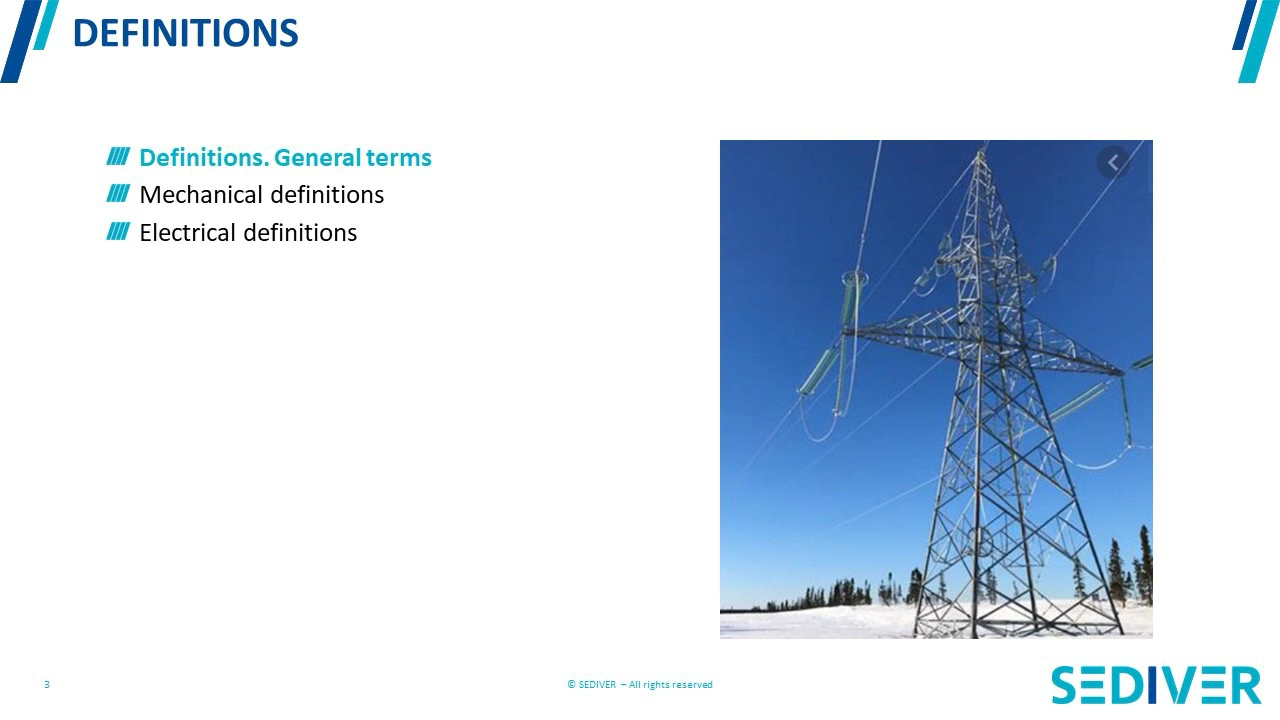 DEFINITIONS
Definitions. General terms
Mechanical definitions
Electrical definitions
3
© SEDIVER – All rights reserved
SEDIVER